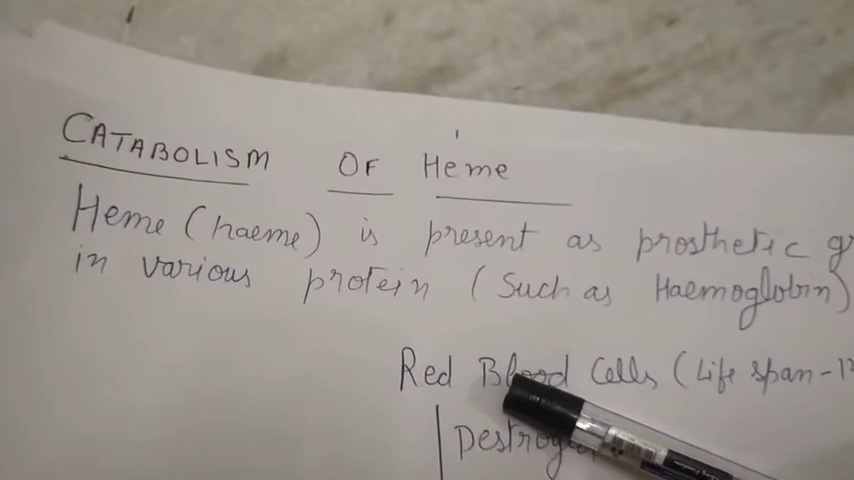 CATABOLISM OF Heme
Heme (haeme) is present as prosthetic
in various protein (Such as Haemoglobin)
Red Blood Cells (Life span -